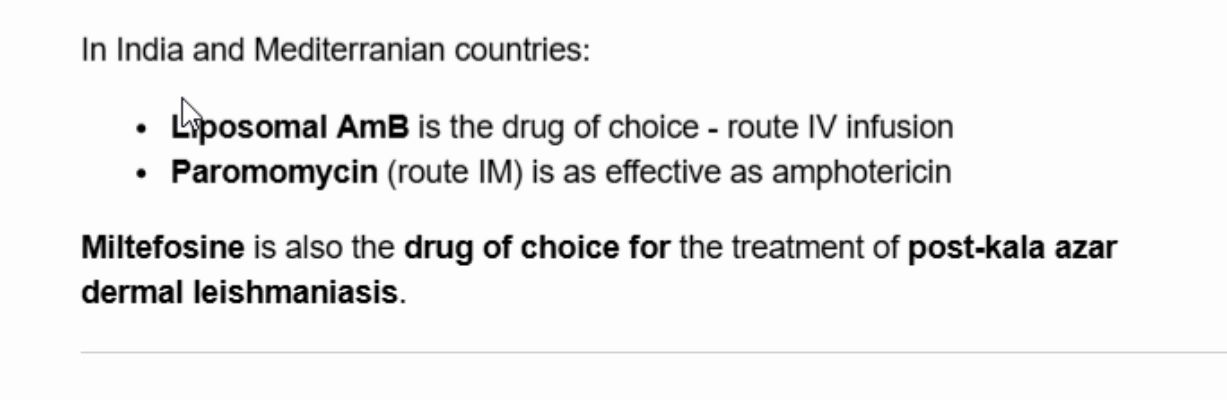 In India and Mediterranian countries:
• Liposomal AmB is the drug of choice - route IV infusion
• Paromomycin (route IM) is as effective as amphotericin
Miltefosine is also the drug of choice for the treatment of post-kala azar
dermal leishmaniasis.